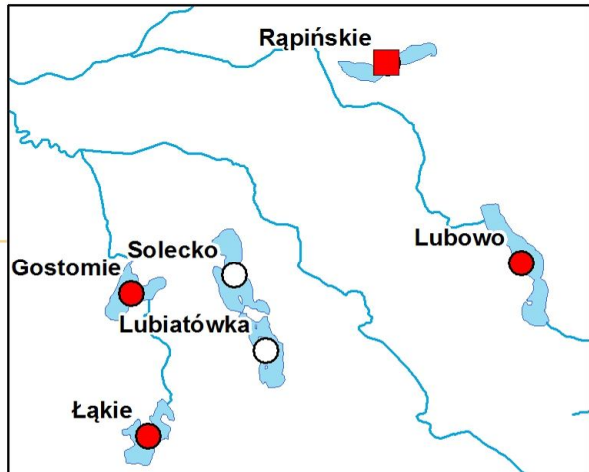 Rąpińskie
Lubowo
Solecko
Gostomie
Lubiatówka
Łąkie